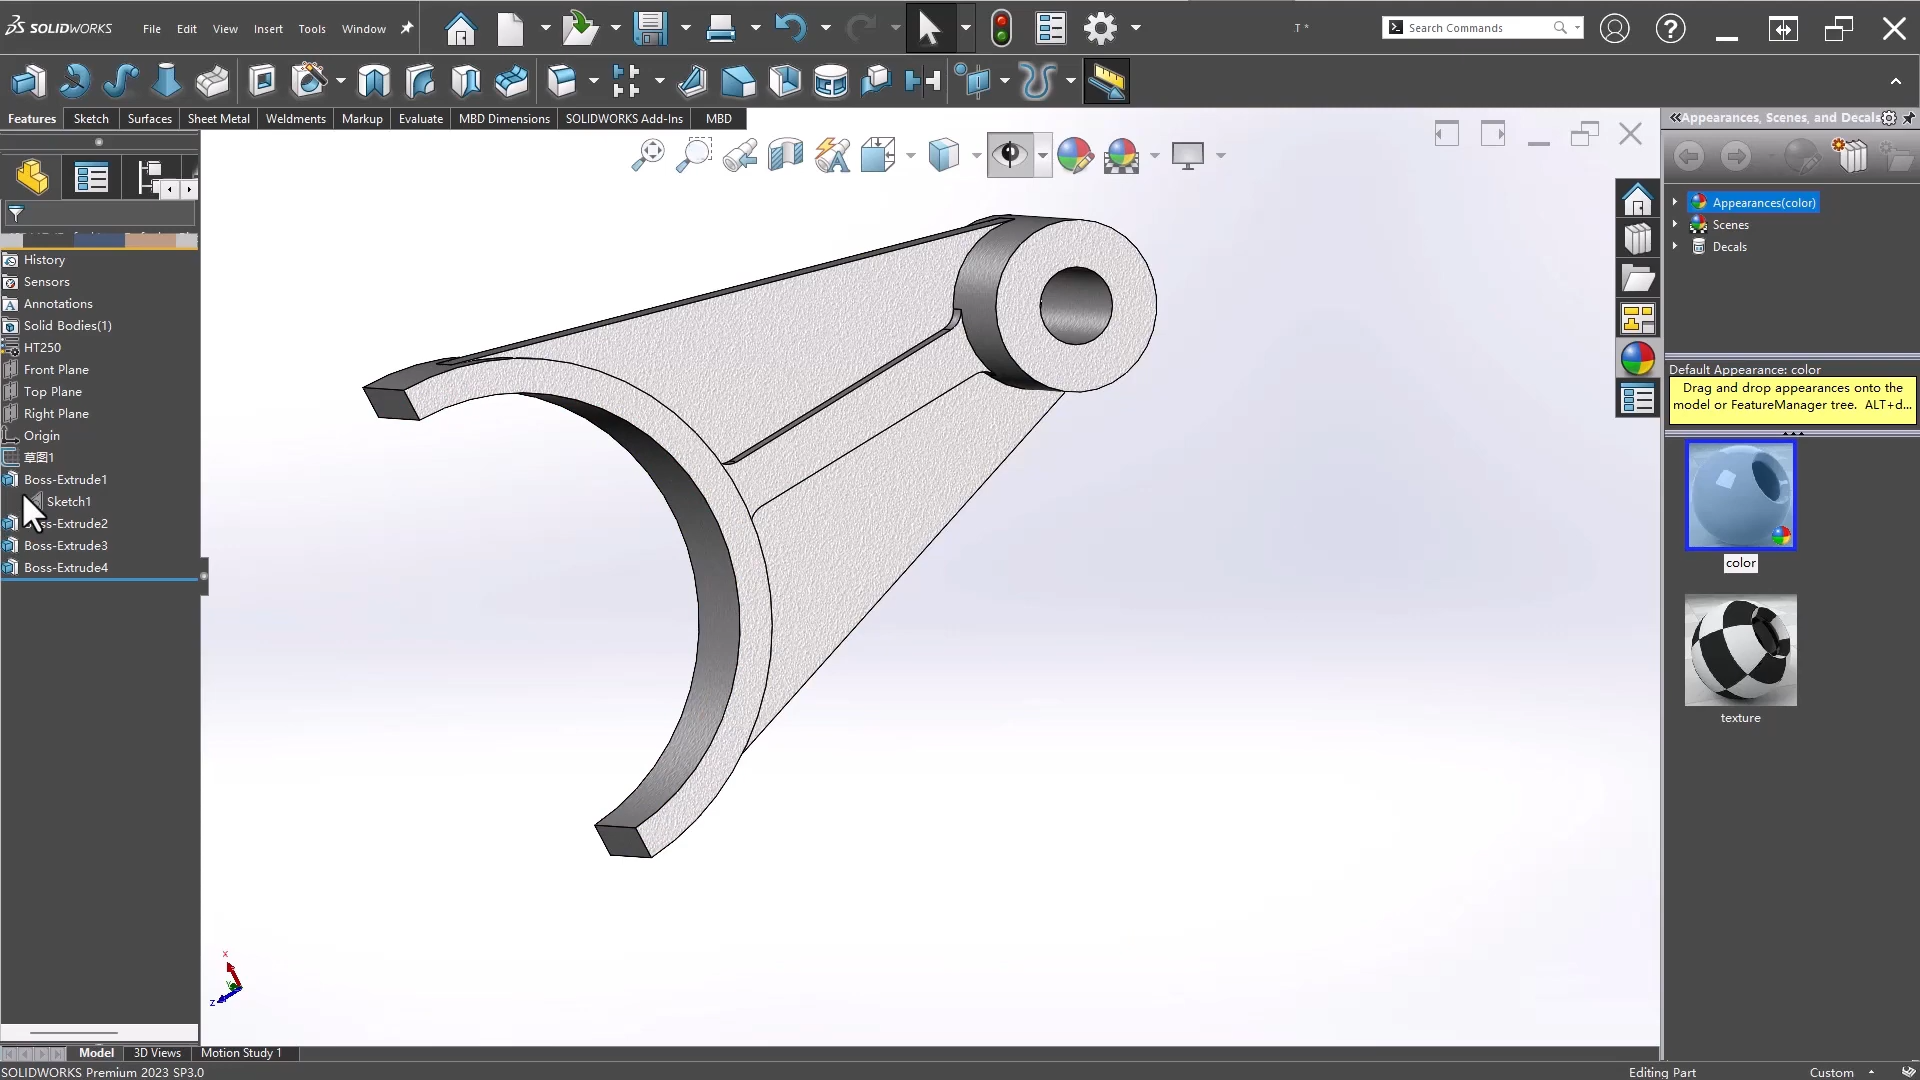 SOLIDWORKS File Edit View Insert Tools Window T * Search Commands
Features Sketch Surfaces Sheet Metal Weldments Markup Evaluate MBD Dimensions SOLIDWORKS Add-Ins MBD
History
Sensors
Annotations
Solid Bodies(1)
HT250
Front Plane
Top Plane
Right Plane
Origin
草图1
Boss-Extrude1
Sketch1
ss-Extrude2
Boss-Extrude3
Boss-Extrude4
x
Y
z
Appearances, Scenes, and Decals
Appearances(color)
Scenes
Decals
Default Appearance: color
Drag and drop appearances onto the
model or FeatureManager tree. ALT+d...
color
texture
Model 3D Views Motion Study 1
SOLIDWORKS Premium 2023 SP3.0 Editing Part Custom